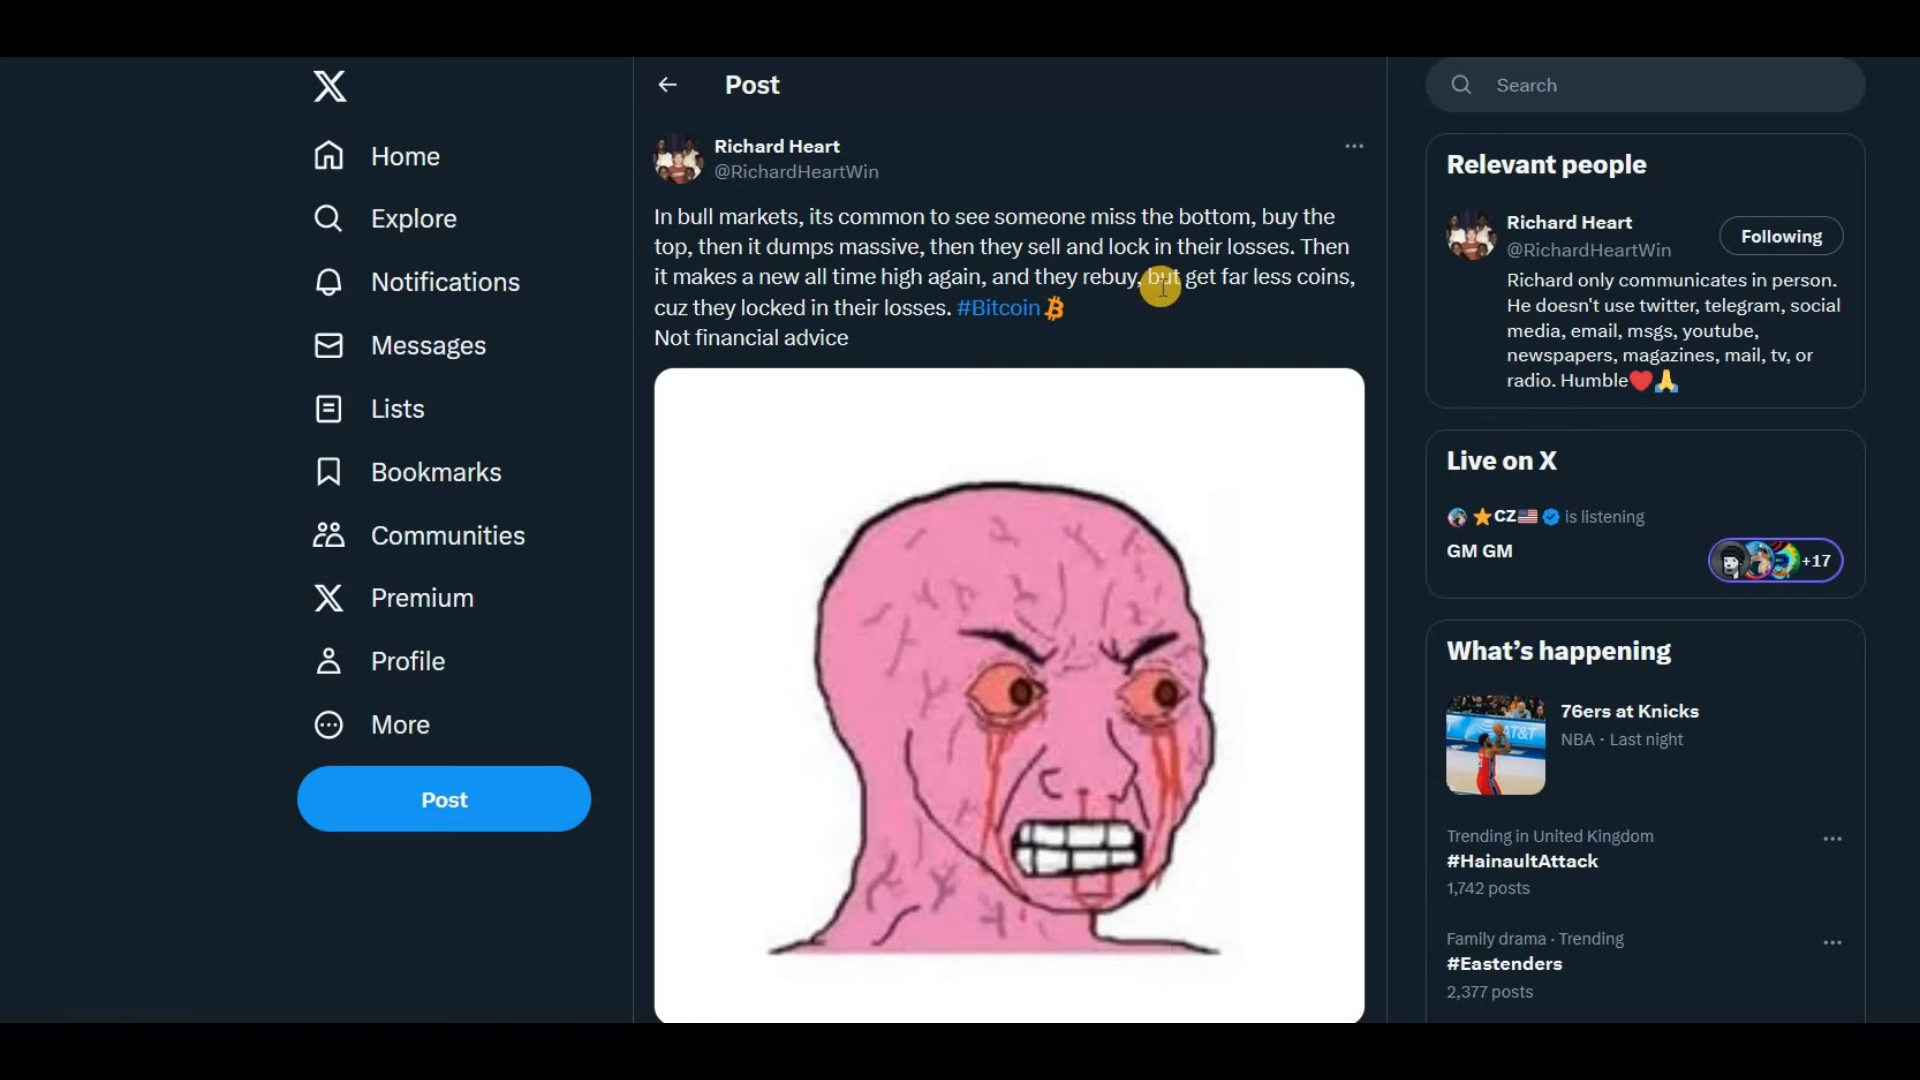 Home
Explore
Notifications
Messages
Lists
Bookmarks
Communities
Premium
Profile
More
Post
Post
Richard Heart
@RichardHeartWin
In bull markets, its common to see someone miss the bottom, buy the
top, then it dumps massive, then they sell and lock in their losses. Then
it makes a new all time high again, and they rebuy, but get far less coins,
cuz they locked in their losses. #Bitcoin
Not financial advice
Search
Relevant people
Richard Heart
@RichardHeartWin
Following
Richard only communicates in person.
He doesn't use twitter, telegram, social
media, email, msgs, youtube,
newspapers, magazines, mail, tv, or
radio. Humble❤️🙏
Live on X
⭐CZ🇺🇸 is listening
GM GM
+17
What’s happening
76ers at Knicks
NBA · Last night
AT&T
Trending in United Kingdom
#HainaultAttack
1,742 posts
Family drama · Trending
#Eastenders
2,377 posts